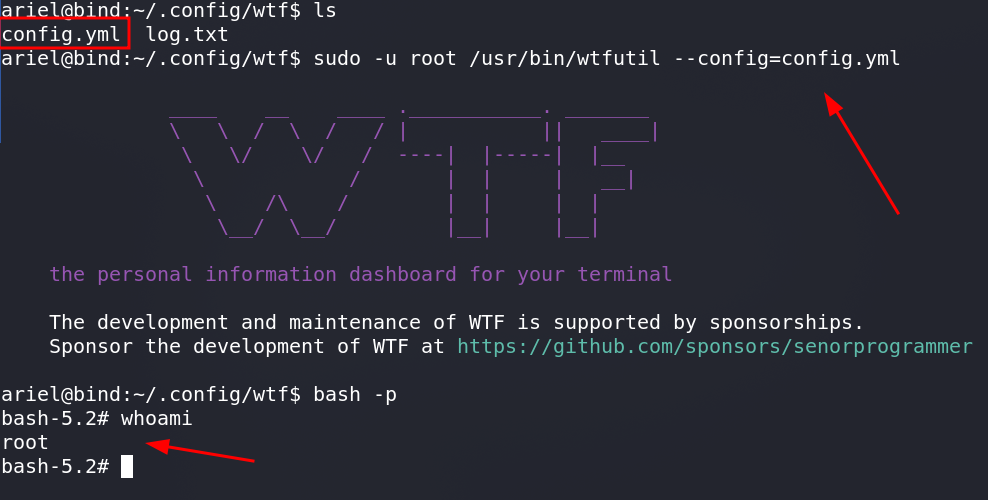 ariel@bind:~/.config/wtf$ ls
config.yml  log.txt
ariel@bind:~/.config/wtf$ sudo -u root /usr/bin/wtfutil --config=config.yml
WTF
the personal information dashboard for your terminal
The development and maintenance of WTF is supported by sponsorships.
Sponsor the development of WTF at https://github.com/sponsors/senorprogrammer
ariel@bind:~/.config/wtf$ bash -p
bash-5.2# whoami
root
bash-5.2#